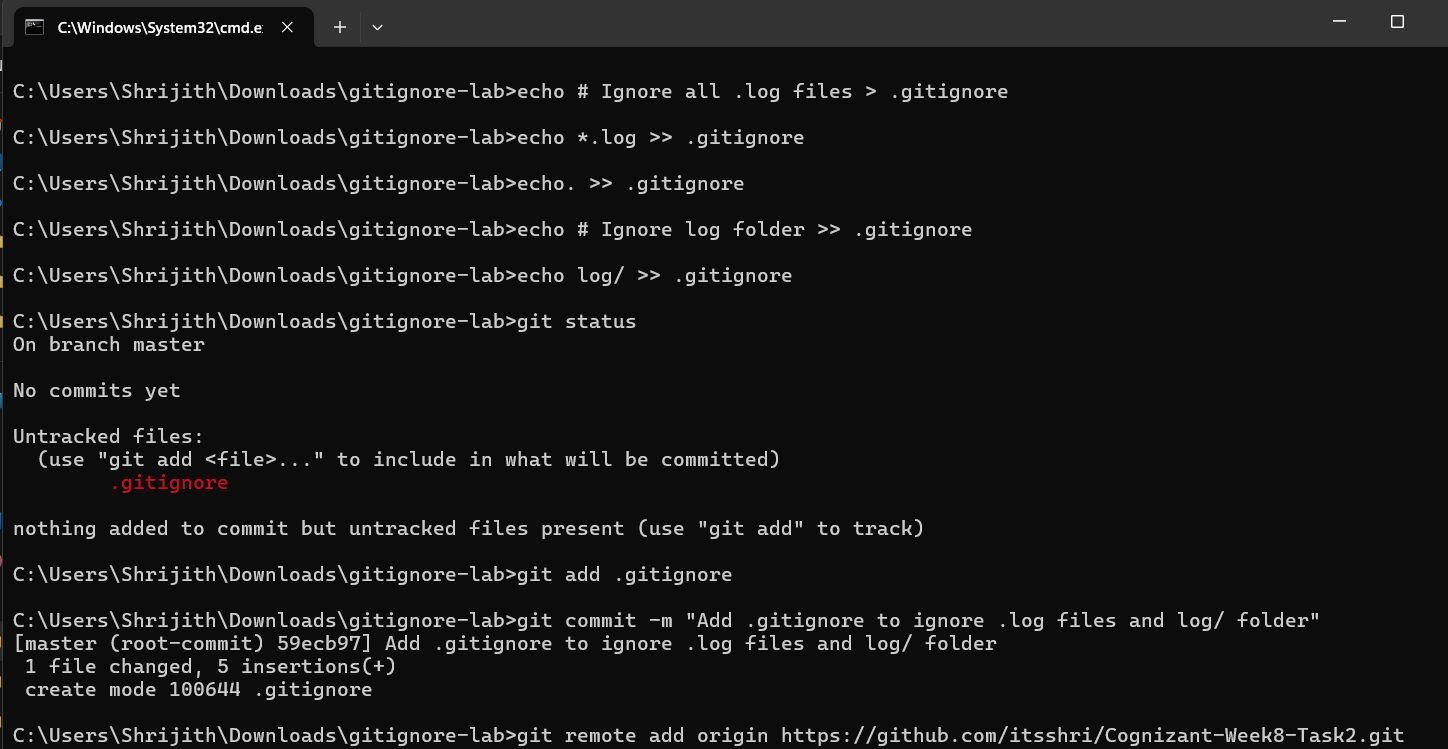 C:\Windows\System32\cmd.e
C:\Users\Shrijith\Downloads\gitignore-lab>echo # Ignore all .log files > .gitignore
C:\Users\Shrijith\Downloads\gitignore-lab>echo *.log >> .gitignore
C:\Users\Shrijith\Downloads\gitignore-lab>echo. >> .gitignore
C:\Users\Shrijith\Downloads\gitignore-lab>echo # Ignore log folder >> .gitignore
C:\Users\Shrijith\Downloads\gitignore-lab>echo log/ >> .gitignore
C:\Users\Shrijith\Downloads\gitignore-lab>git status
On branch master
No commits yet
Untracked files:
  (use "git add <file>..." to include in what will be committed)
        .gitignore
nothing added to commit but untracked files present (use "git add" to track)
C:\Users\Shrijith\Downloads\gitignore-lab>git add .gitignore
C:\Users\Shrijith\Downloads\gitignore-lab>git commit -m "Add .gitignore to ignore .log files and log/ folder"
[master (root-commit) 59ecb97] Add .gitignore to ignore .log files and log/ folder
 1 file changed, 5 insertions(+)
 create mode 100644 .gitignore
C:\Users\Shrijith\Downloads\gitignore-lab>git remote add origin https://github.com/itsshri/Cognizant-Week8-Task2.git